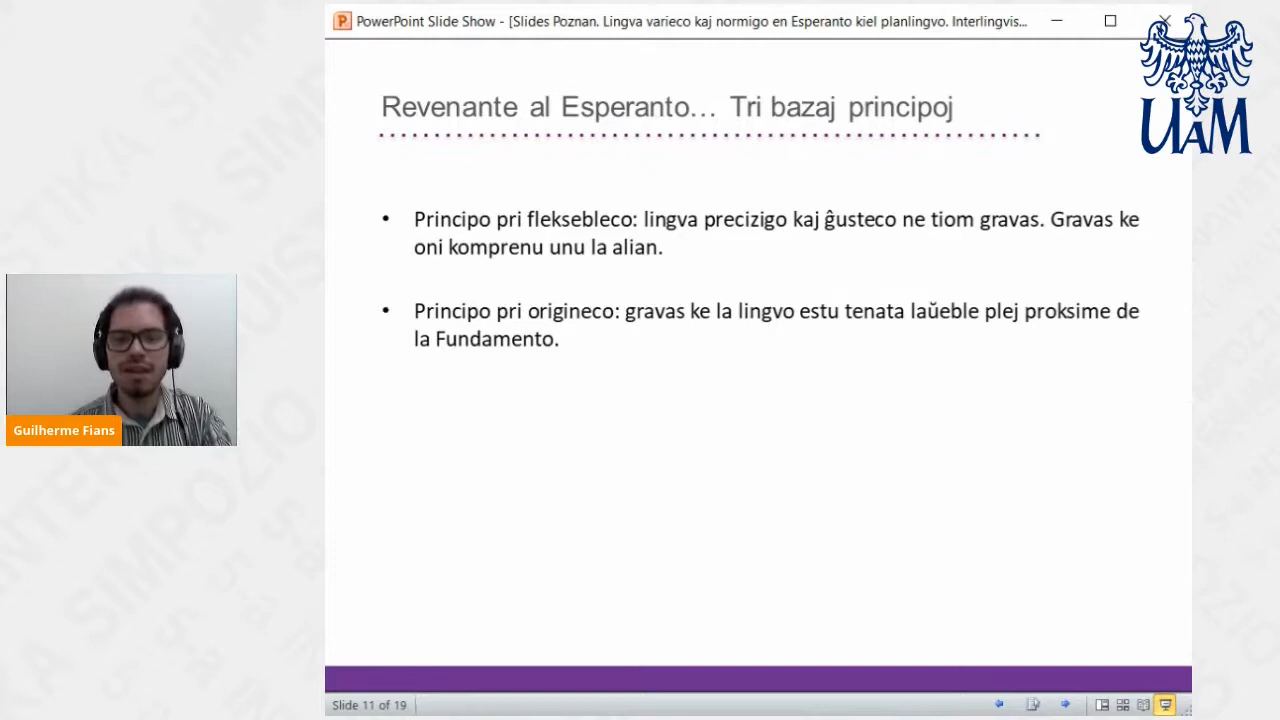 PowerPoint Slide Show - [Slides Poznan. Lingva varieco kaj normigo en Esperanto kiel planlingvo. Interlingvis...
UAM
Revenante al Esperanto... Tri bazaj principoj
• Principo pri fleksebleco: lingva precizigo kaj ĝusteco ne tiom gravas. Gravas ke
oni komprenu unu la alian.
• Principo pri origineco: gravas ke la lingvo estu tenata laŭeble plej proksime de
la Fundamento.
Guilherme Fians
Slide 11 of 19